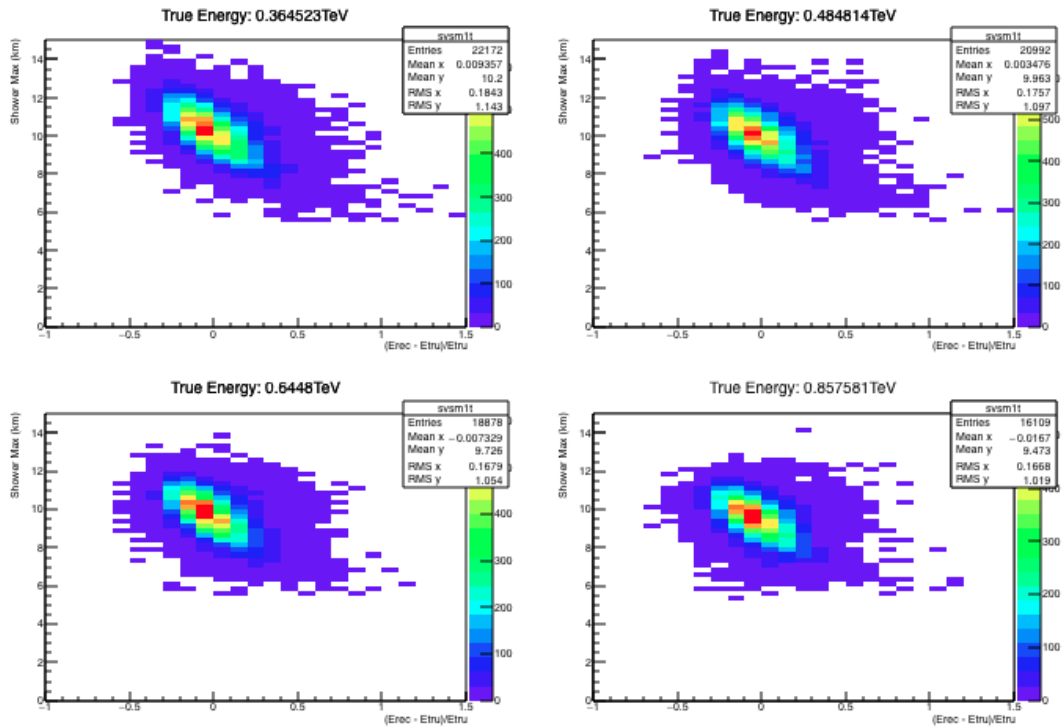 True Energy: 0.364523TeV
svsm1t
Entries 22172
Mean x 0.009357
Mean y 10.2
RMS x 0.1843
RMS y 1.143
Shower Max (km)
14
12
10
8
6
4
2
0
400
300
200
100
0
−1 −0.5 0 0.5 1 1.5
(Erec - Etru)/Etru
True Energy: 0.484814TeV
svsm1t
Entries 20992
Mean x 0.003476
Mean y 9.963
RMS x 0.1757
RMS y 1.097
Shower Max (km)
14
12
10
8
6
4
2
0
500
400
300
200
100
0
−1 −0.5 0 0.5 1 1.5
(Erec - Etru)/Etru
True Energy: 0.6448TeV
svsm1t
Entries 18878
Mean x −0.007329
Mean y 9.726
RMS x 0.1679
RMS y 1.054
Shower Max (km)
14
12
10
8
6
4
2
0
400
300
200
100
0
−1 −0.5 0 0.5 1 1.5
(Erec - Etru)/Etru
True Energy: 0.857581TeV
svsm1t
Entries 16109
Mean x −0.0167
Mean y 9.473
RMS x 0.1668
RMS y 1.019
Shower Max (km)
14
12
10
8
6
4
2
0
300
200
100
0
−1 −0.5 0 0.5 1 1.5
(Erec - Etru)/Etru